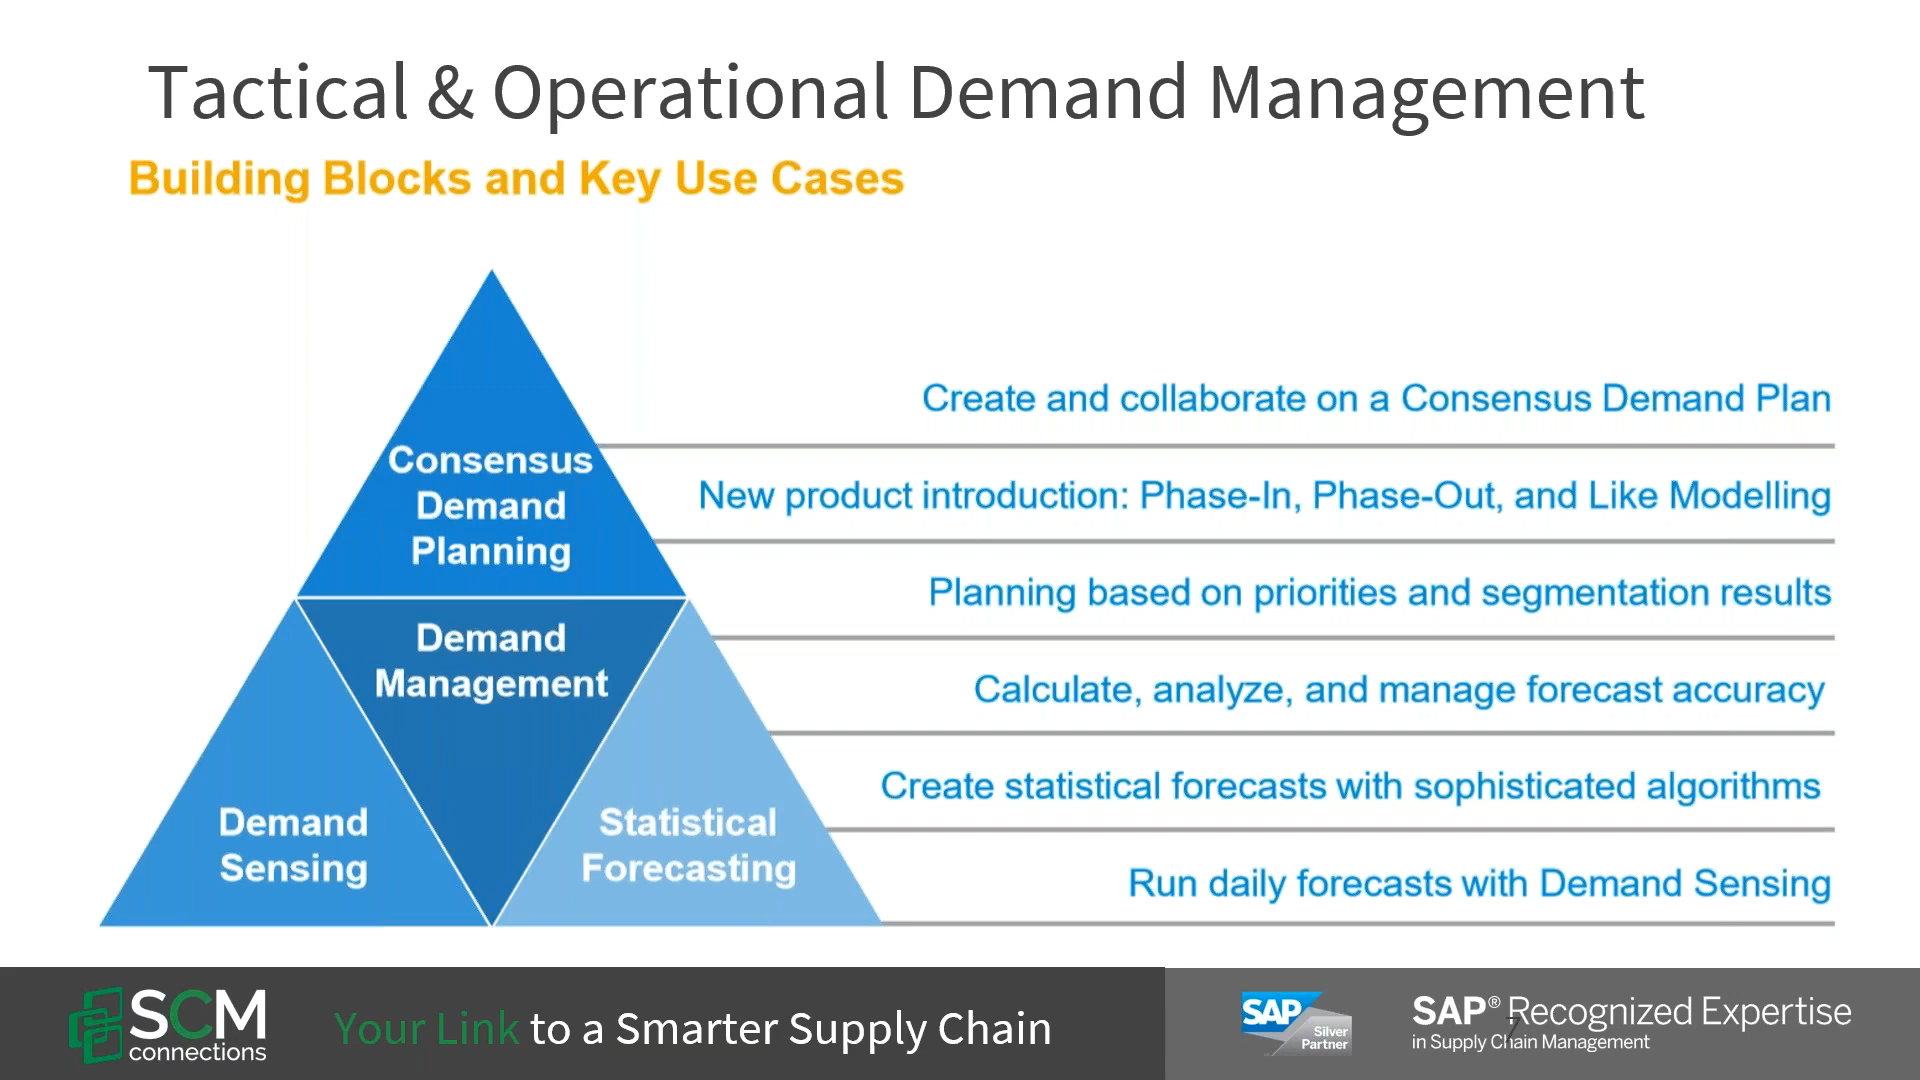 Tactical & Operational Demand Management
Building Blocks and Key Use Cases
Consensus
Demand
Planning
Demand
Management
Demand
Sensing
Statistical
Forecasting
Create and collaborate on a Consensus Demand Plan
New product introduction: Phase-In, Phase-Out, and Like Modelling
Planning based on priorities and segmentation results
Calculate, analyze, and manage forecast accuracy
Create statistical forecasts with sophisticated algorithms
Run daily forecasts with Demand Sensing
SCM
connections
Your Link to a Smarter Supply Chain
SAP
Silver
Partner
SAP® Recognized Expertise
in Supply Chain Management
7